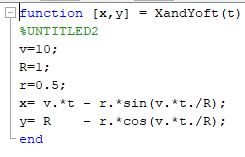 function [x,y] = XandYoft(t)
%UNTITLED2
v=10;
R=1;
r=0.5;
x= v.*t - r.*sin(v.*t./R);
y= R    - r.*cos(v.*t./R);
end